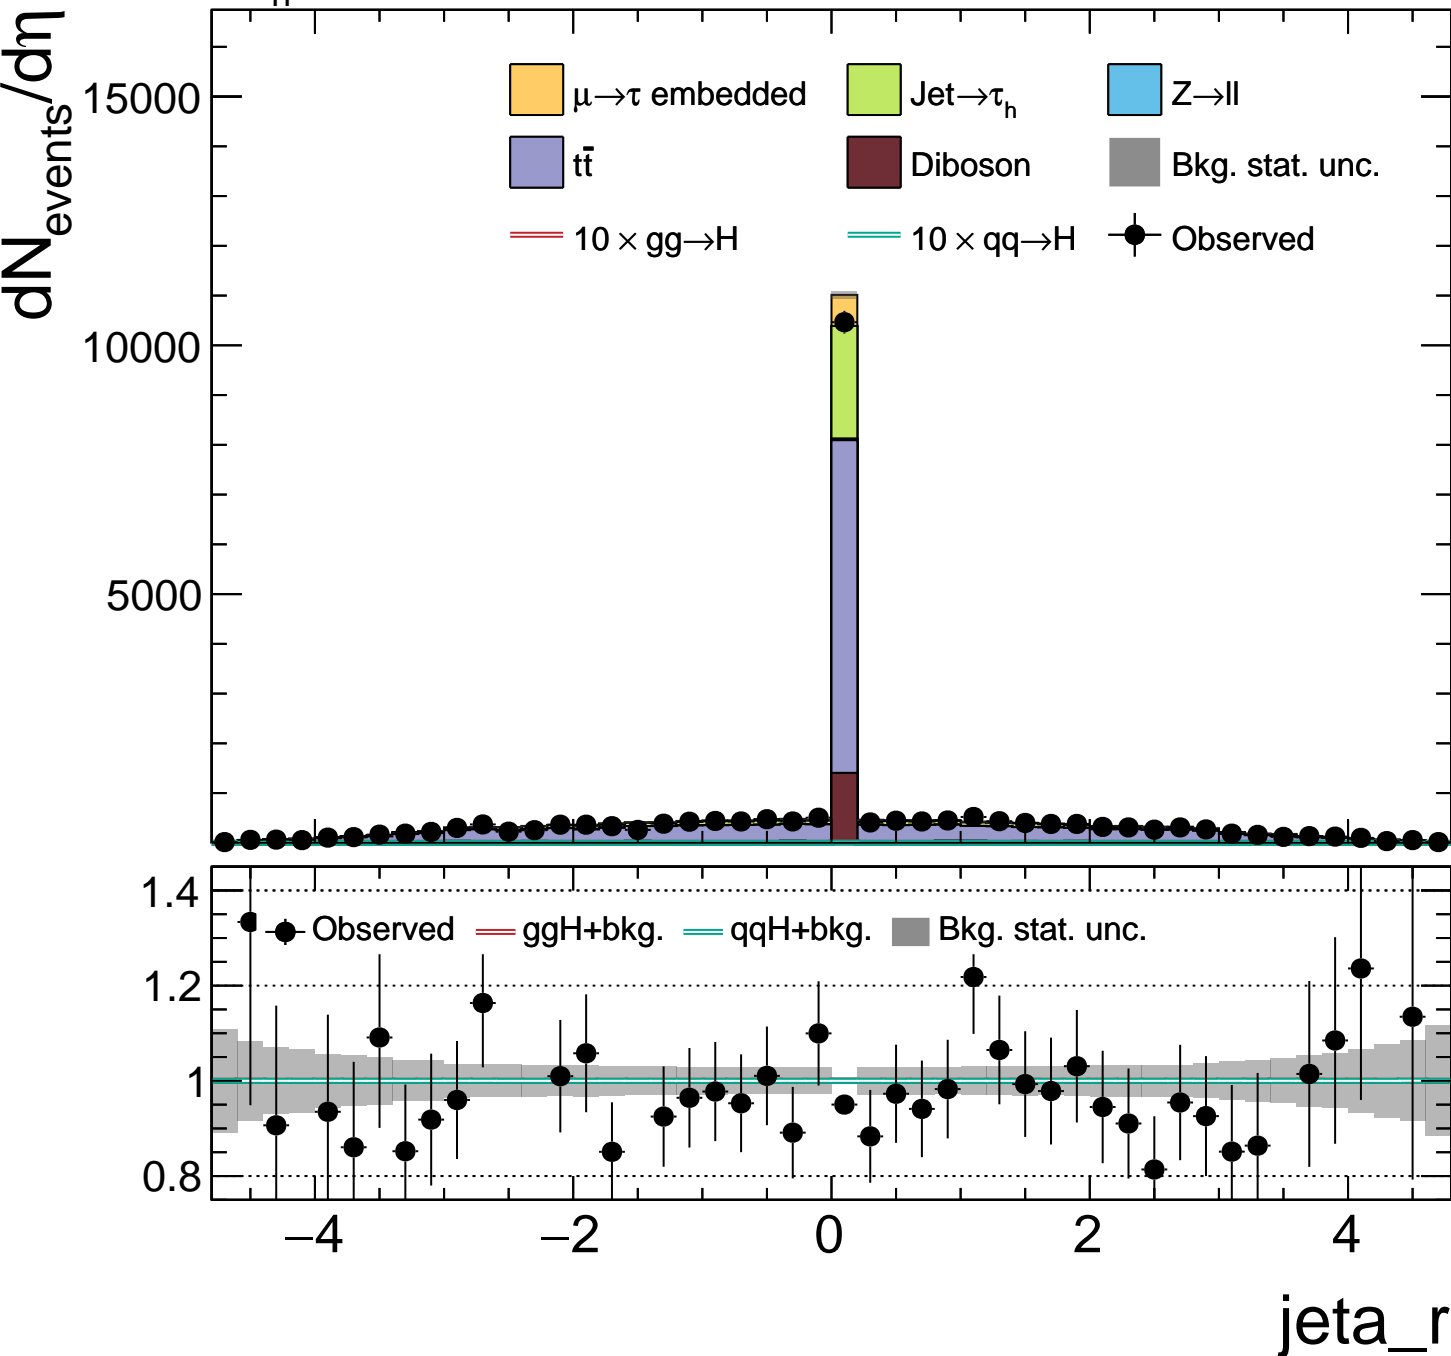 dN_events/dη
15000
10000
5000
μ→τ embedded
Jet→τ_h
Z→ll
tt̄
Diboson
Bkg. stat. unc.
10 × gg→H
10 × qq→H
Observed
1.4
1.2
1
0.8
Observed
ggH+bkg.
qqH+bkg.
Bkg. stat. unc.
−4
−2
0
2
4
jeta_r